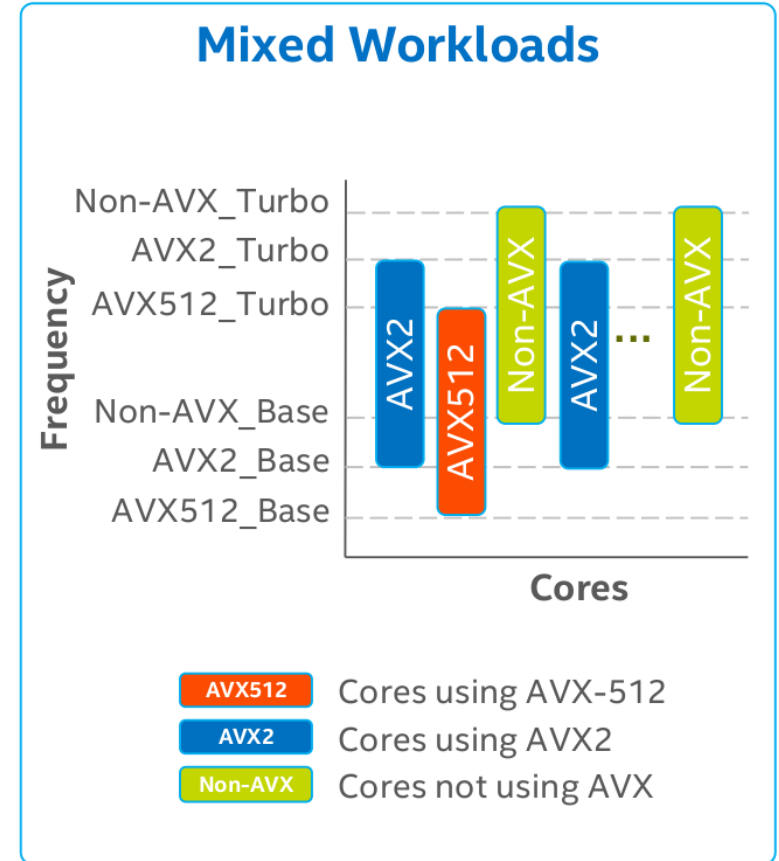 Mixed Workloads
Non-AVX_Turbo
AVX2_Turbo
AVX512_Turbo
Non-AVX_Base
AVX2_Base
AVX512_Base
Frequency
AVX2
AVX512
Non-AVX
AVX2
...
Non-AVX
Cores
AVX512 Cores using AVX-512
AVX2 Cores using AVX2
Non-AVX Cores not using AVX